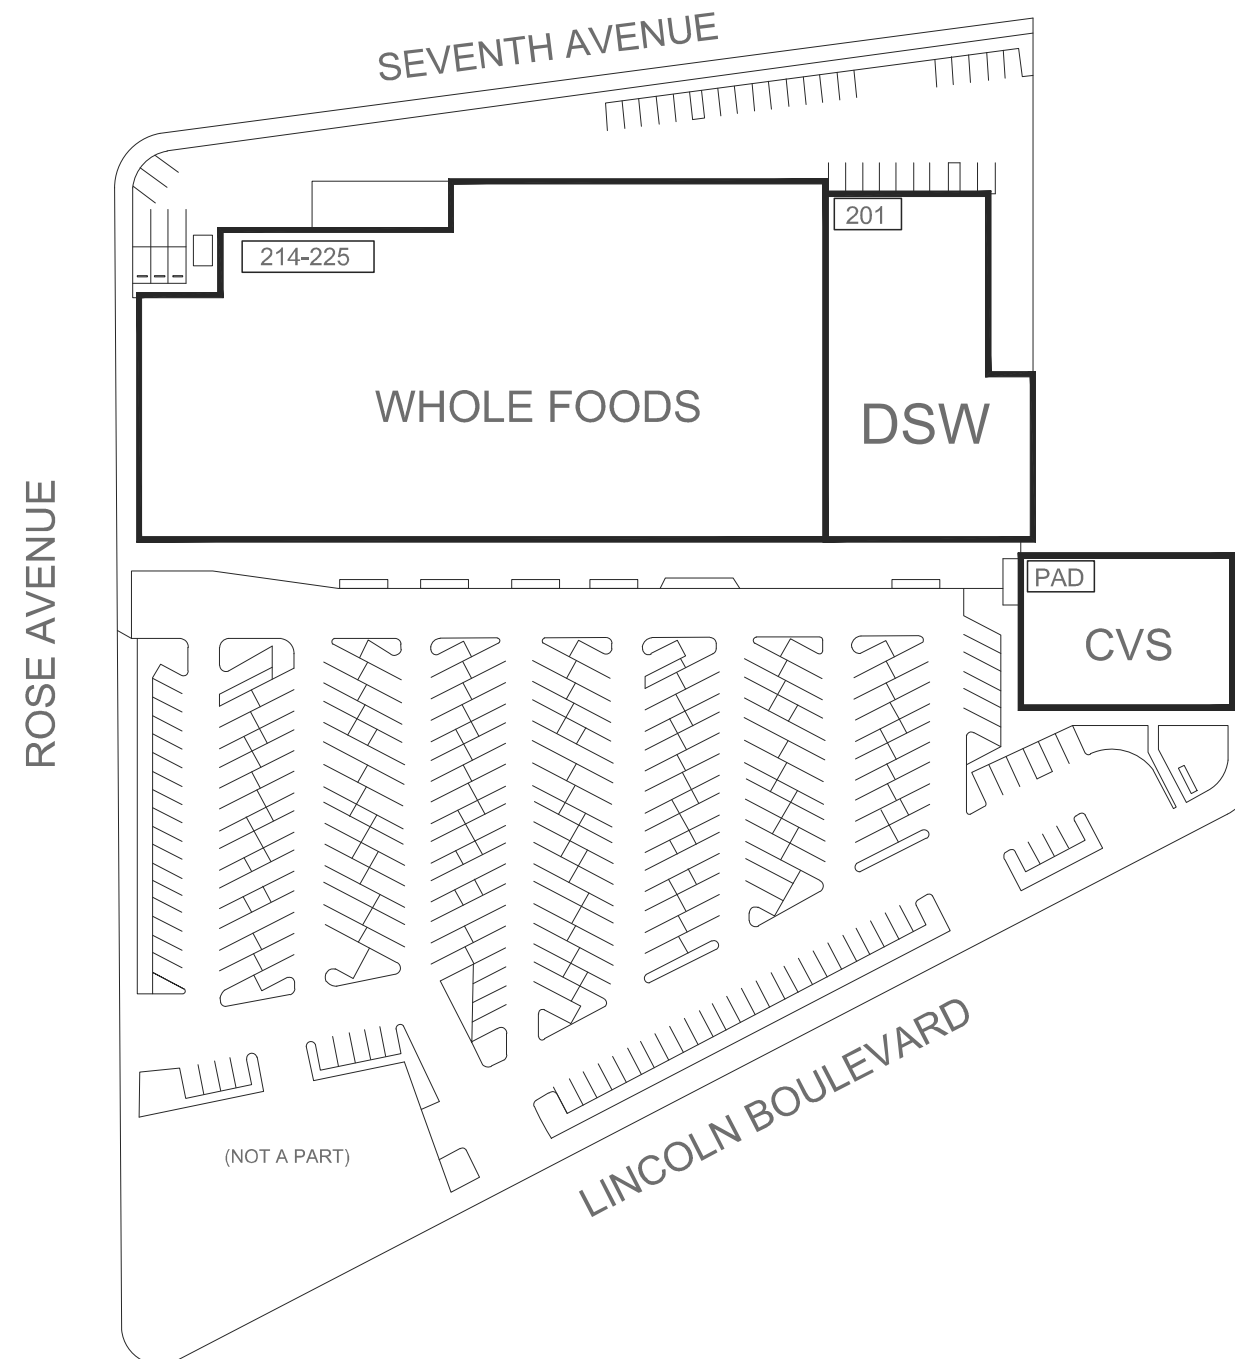 SEVENTH AVENUE
201
214-225
WHOLE FOODS
DSW
ROSE AVENUE
PAD
CVS
LINCOLN BOULEVARD
(NOT A PART)